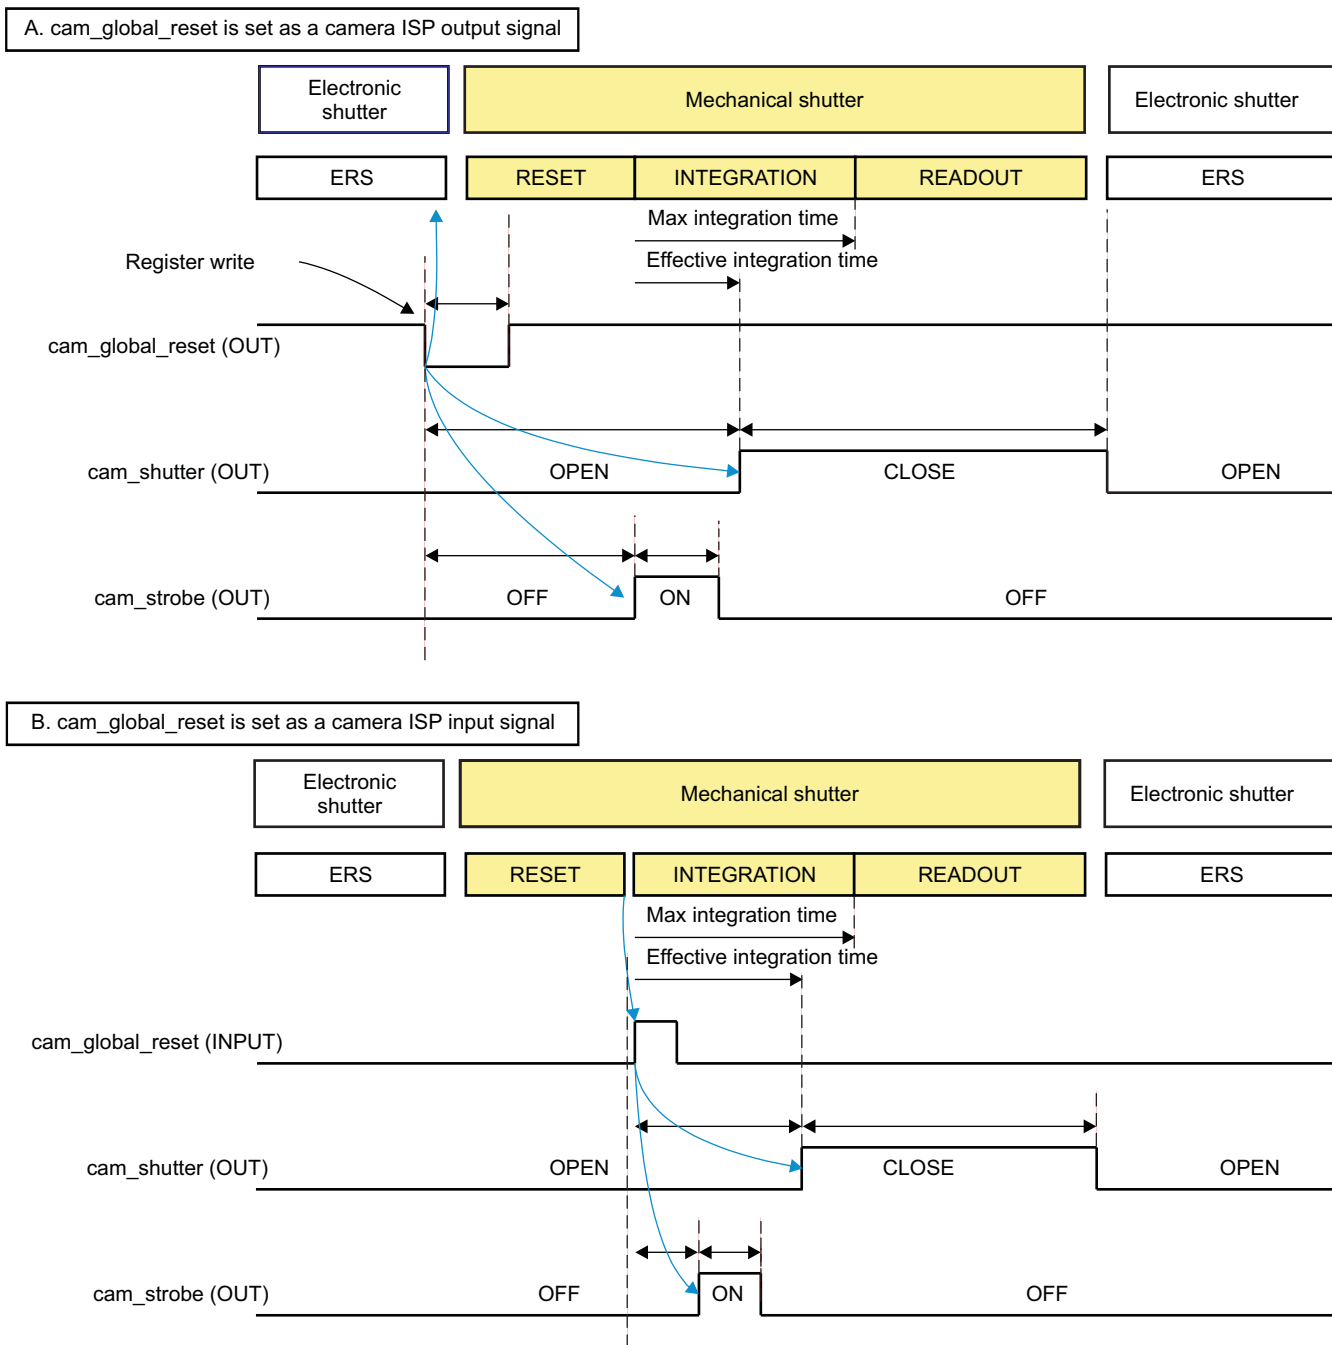 A. cam_global_reset is set as a camera ISP output signal
Electronic
shutter
Mechanical shutter
Electronic shutter
ERS
RESET
INTEGRATION
READOUT
ERS
Max integration time
Effective integration time
Register write
cam_global_reset (OUT)
cam_shutter (OUT)
OPEN
CLOSE
OPEN
cam_strobe (OUT)
OFF
ON
OFF
B. cam_global_reset is set as a camera ISP input signal
Electronic
shutter
Mechanical shutter
Electronic shutter
ERS
RESET
INTEGRATION
READOUT
ERS
Max integration time
Effective integration time
cam_global_reset (INPUT)
cam_shutter (OUT)
OPEN
CLOSE
OPEN
cam_strobe (OUT)
OFF
ON
OFF